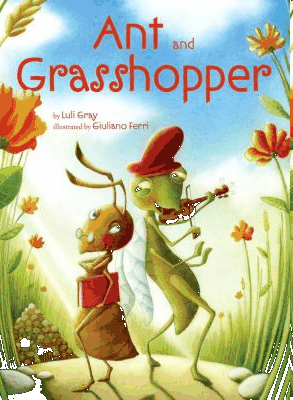 Ant and
Grasshopper
by Luli Gray
illustrated by Giuliano Ferri